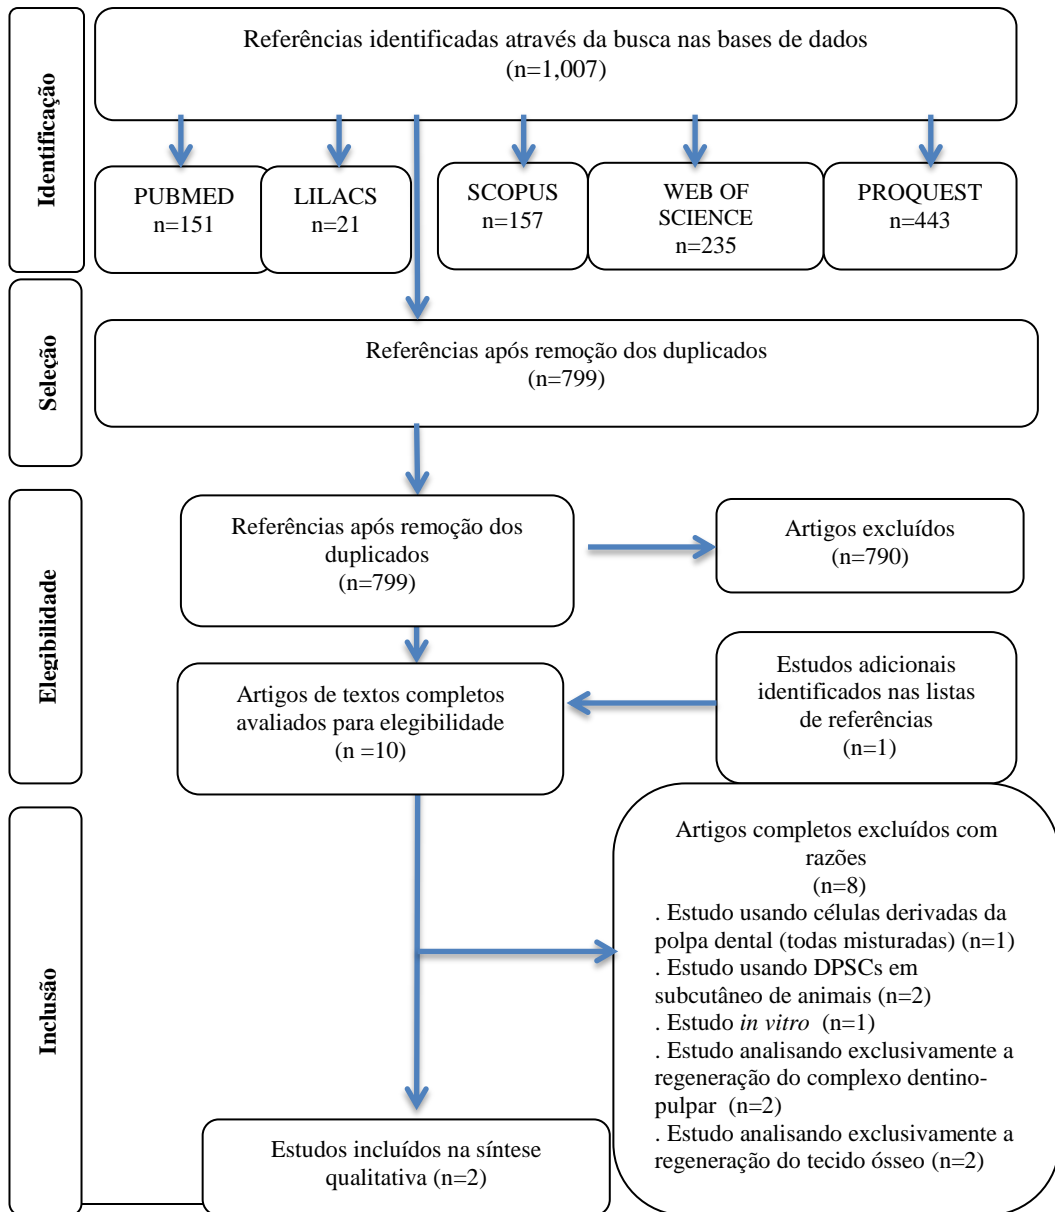 Identificação
Referências identificadas através da busca nas bases de dados
(n=1,007)
PUBMED
n=151
LILACS
n=21
SCOPUS
n=157
WEB OF
SCIENCE
n=235
PROQUEST
n=443
Seleção
Referências após remoção dos duplicados
(n=799)
Elegibilidade
Referências após remoção dos
duplicados
(n=799)
Artigos excluídos
(n=790)
Artigos de textos completos
avaliados para elegibilidade
(n =10)
Estudos adicionais
identificados nas listas
de referências
(n=1)
Inclusão
Artigos completos excluídos com
razões
(n=8)
. Estudo usando células derivadas da
polpa dental (todas misturadas) (n=1)
. Estudo usando DPSCs em
subcutâneo de animais (n=2)
. Estudo in vitro (n=1)
. Estudo analisando exclusivamente a
regeneração do complexo dentino-
pulpar (n=2)
. Estudo analisando exclusivamente a
regeneração do tecido ósseo (n=2)
Estudos incluídos na síntese
qualitativa (n=2)